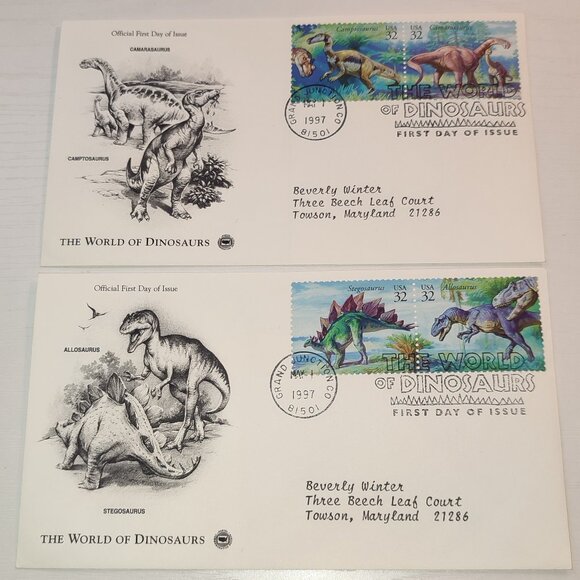 Official First Day of Issue
CAMARASAURUS
CAMPTOSAURUS
THE WORLD OF DINOSAURS
Camptosaurus USA 32
USA 32 Camarasaurus
GRAND JUNCTION CO
MAY 1
1997
81501
THE WORLD
OF DINOSAURS
FIRST DAY OF ISSUE
Beverly Winter
Three Beech Leaf Court
Towson, Maryland 21286
Official First Day of Issue
ALLOSAURUS
STEGOSAURUS
THE WORLD OF DINOSAURS
Stegosaurus USA 32
USA 32 Allosaurus
GRAND JUNCTION CO
MAY 1
1997
81501
THE WORLD
OF DINOSAURS
FIRST DAY OF ISSUE
Beverly Winter
Three Beech Leaf Court
Towson, Maryland 21286